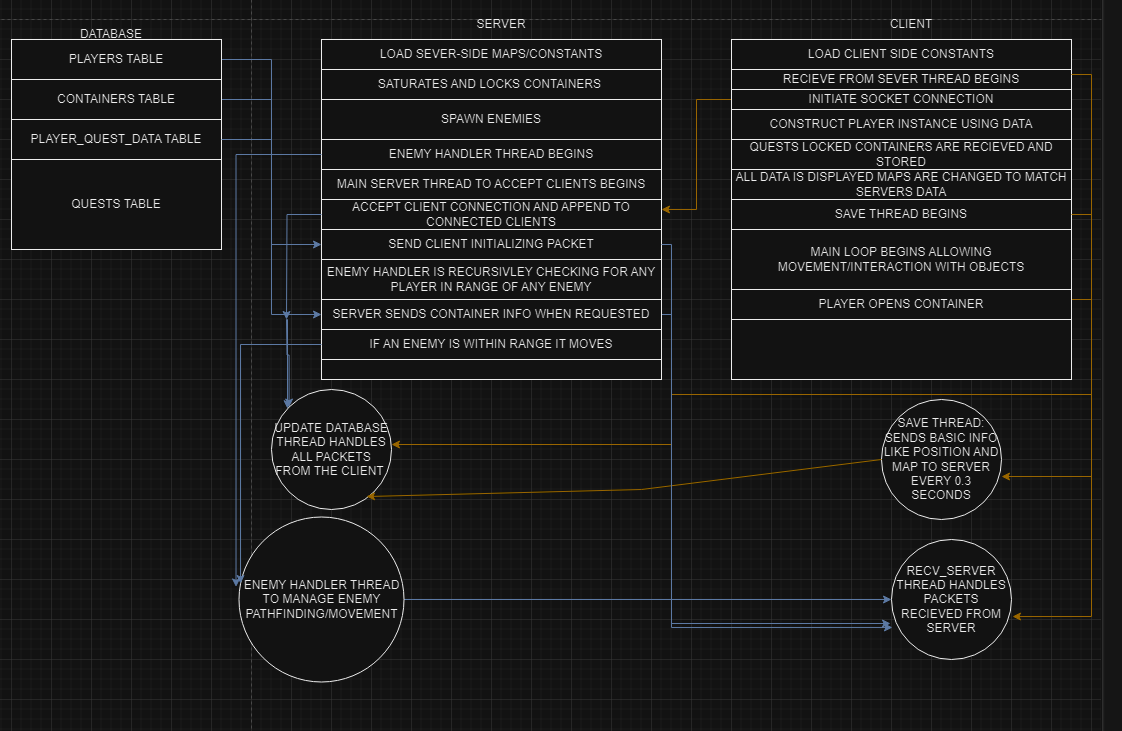 DATABASE
PLAYERS TABLE
CONTAINERS TABLE
PLAYER_QUEST_DATA TABLE
QUESTS TABLE
SERVER
LOAD SEVER-SIDE MAPS/CONSTANTS
SATURATES AND LOCKS CONTAINERS
SPAWN ENEMIES
ENEMY HANDLER THREAD BEGINS
MAIN SERVER THREAD TO ACCEPT CLIENTS BEGINS
ACCEPT CLIENT CONNECTION AND APPEND TO
CONNECTED CLIENTS
SEND CLIENT INITIALIZING PACKET
ENEMY HANDLER IS RECURSIVLEY CHECKING FOR ANY
PLAYER IN RANGE OF ANY ENEMY
SERVER SENDS CONTAINER INFO WHEN REQUESTED
IF AN ENEMY IS WITHIN RANGE IT MOVES
CLIENT
LOAD CLIENT SIDE CONSTANTS
RECIEVE FROM SEVER THREAD BEGINS
INITIATE SOCKET CONNECTION
CONSTRUCT PLAYER INSTANCE USING DATA
QUESTS LOCKED CONTAINERS ARE RECIEVED AND
STORED
ALL DATA IS DISPLAYED MAPS ARE CHANGED TO MATCH
SERVERS DATA
SAVE THREAD BEGINS
MAIN LOOP BEGINS ALLOWING
MOVEMENT/INTERACTION WITH OBJECTS
PLAYER OPENS CONTAINER
UPDATE DATABASE
THREAD HANDLES
ALL PACKETS
FROM THE CLIENT
SAVE THREAD:
SENDS BASIC INFO
LIKE POSITION AND
MAP TO SERVER
EVERY 0.3
SECONDS
ENEMY HANDLER THREAD
TO MANAGE ENEMY
PATHFINDING/MOVEMENT
RECV_SERVER
THREAD HANDLES
PACKETS
RECIEVED FROM
SERVER